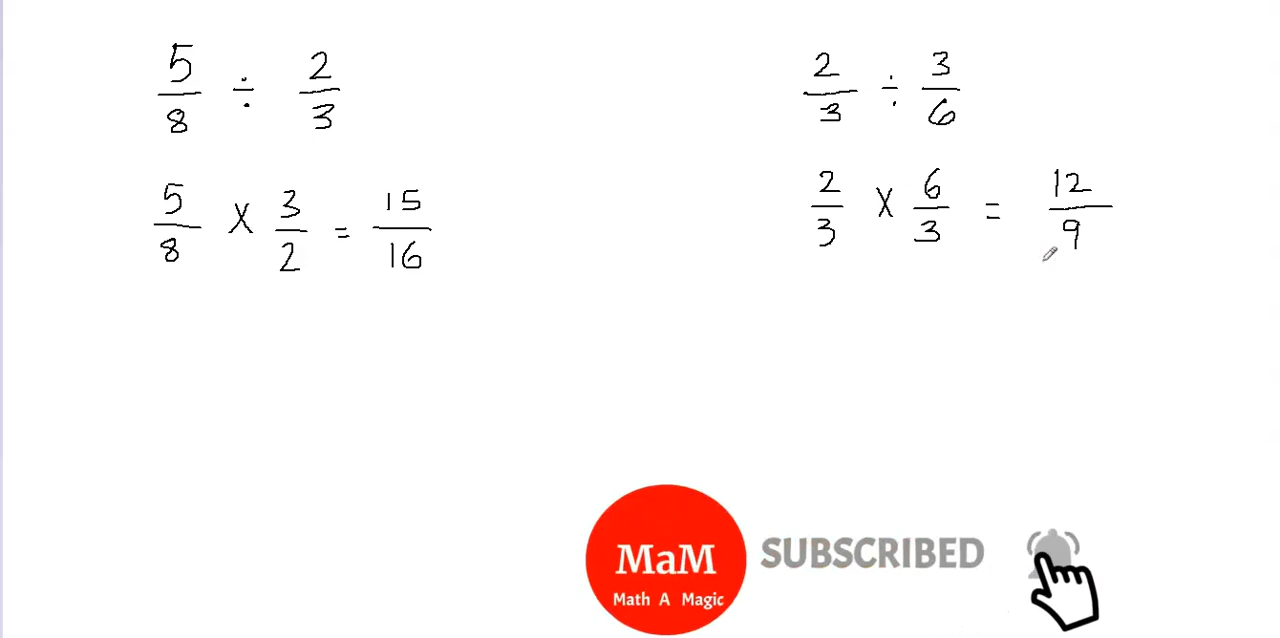 5/8 ÷ 2/3
5/8 X 3/2 = 15/16
2/3 ÷ 3/6
2/3 X 6/3 = 12/9
MaM
Math A Magic
SUBSCRIBED